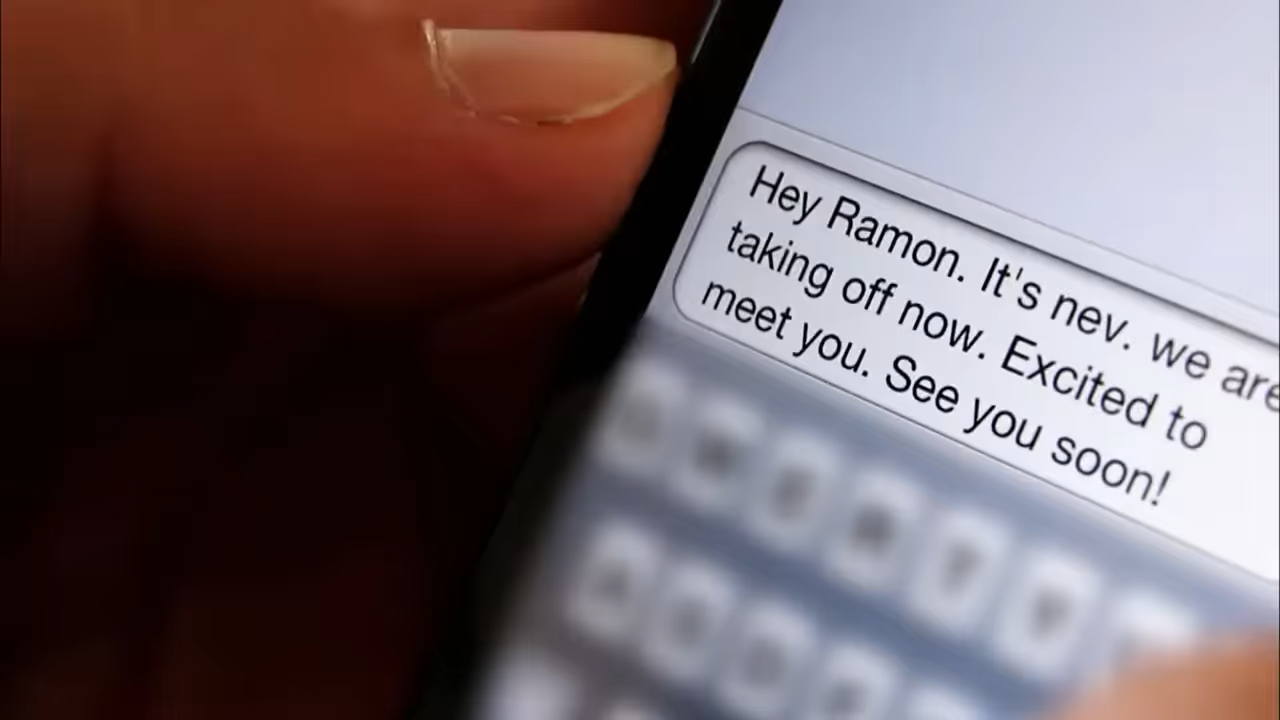 Hey Ramon. It's nev. we are
taking off now. Excited to
meet you. See you soon!